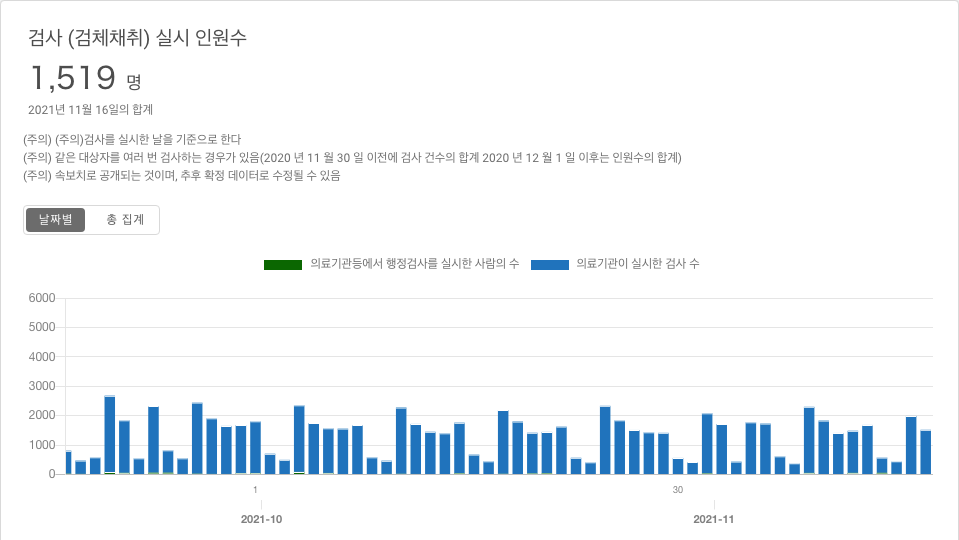 검사 (검체채취) 실시 인원수
1,519 명
2021년 11월 16일의 합계
(주의) (주의)검사를 실시한 날을 기준으로 한다
(주의) 같은 대상자를 여러 번 검사하는 경우가 있음(2020 년 11 월 30 일 이전에 검사 건수의 합계 2020 년 12 월 1 일 이후는 인원수의 합계)
(주의) 속보치로 공개되는 것이며, 추후 확정 데이터로 수정될 수 있음
날짜별 총 집계
의료기관등에서 행정검사를 실시한 사람의 수 의료기관이 실시한 검사 수
6000
5000
4000
3000
2000
1000
0
1 30
2021-10 2021-11